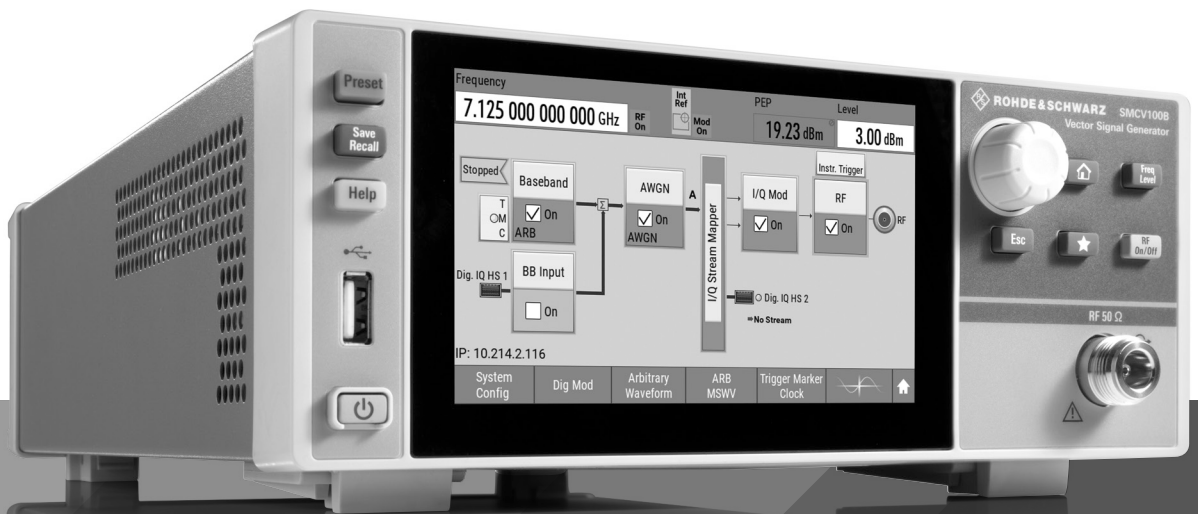 Preset
Save
Recall
Help
Frequency
7.125 000 000 000 GHz
RF
On
Int
Ref
Mod
On
PEP
19.23 dBm
Level
3.00 dBm
Stopped
Baseband
T
M
C
On
ARB
Σ
AWGN
On
AWGN
A
I/Q Stream Mapper
I/Q Mod
On
Instr. Trigger
RF
On
RF
Dig. IQ HS 1
BB Input
On
Dig. IQ HS 2
No Stream
IP: 10.214.2.116
System
Config
Dig Mod
Arbitrary
Waveform
ARB
MSWV
Trigger Marker
Clock
ROHDE&SCHWARZ SMCV100B
Vector Signal Generator
Freq
Level
Esc
RF
On/Off
RF 50 Ω